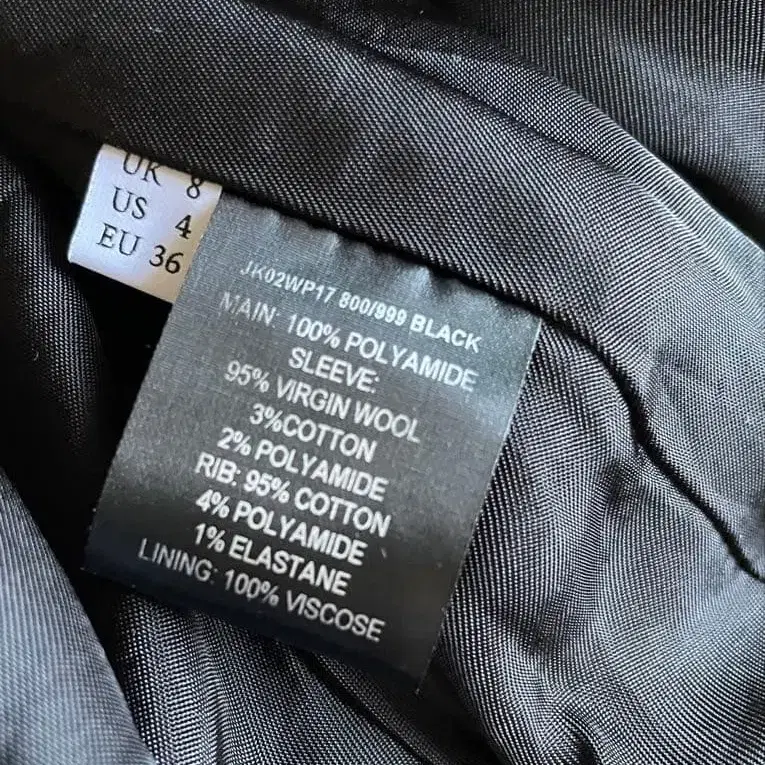 UK 8
US 4
EU 36
JK02WP17 800/999 BLACK
MAIN: 100% POLYAMIDE
SLEEVE:
95% VIRGIN WOOL
3%COTTON
2% POLYAMIDE
RIB: 95% COTTON
4% POLYAMIDE
1% ELASTANE
LINING: 100% VISCOSE